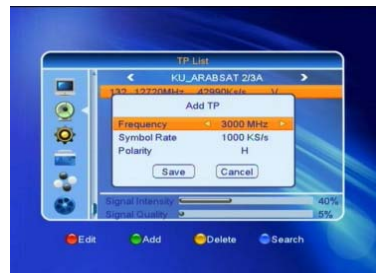 TP List
KU_ARABSAT 2/3A
132 12720MHz 42990Ks/s V
Add TP
Frequency 3000 MHz
Symbol Rate 1000 KS/s
Polarity H
Save Cancel
Signal Intensity 40%
Signal Quality 5%
Edit Add Delete Search